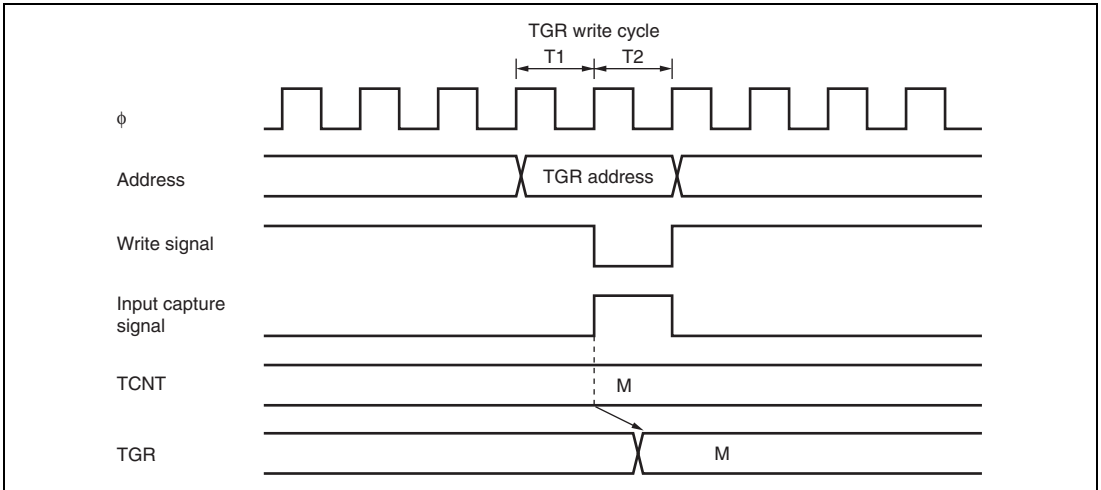 TGR write cycle
T1 T2
ϕ
Address TGR address
Write signal
Input capture
signal
TCNT M
TGR M